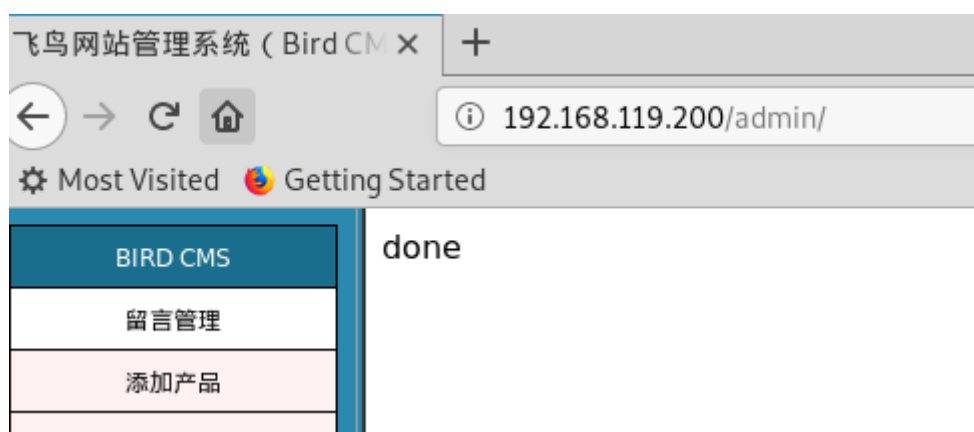 飞鸟网站管理系统（Bird CM
192.168.119.200/admin/
Most Visited Getting Started
BIRD CMS
done
留言管理
添加产品